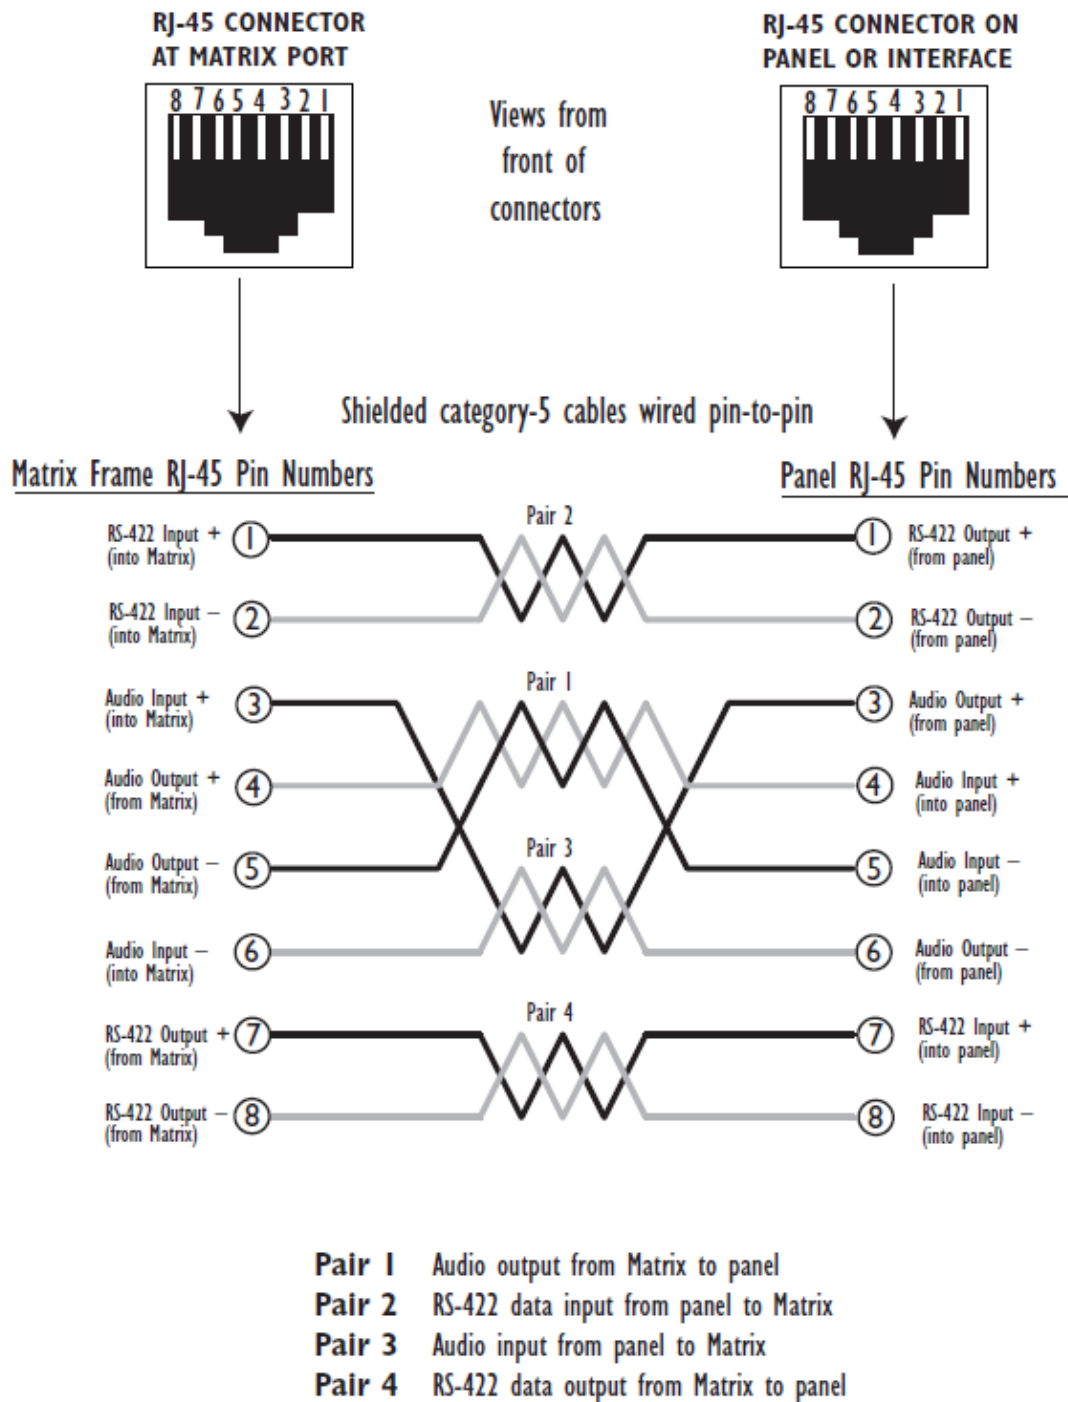 RJ-45 CONNECTOR
AT MATRIX PORT
RJ-45 CONNECTOR ON
PANEL OR INTERFACE
8 7 6 5 4 3 2 1
8 7 6 5 4 3 2 1
Views from
front of
connectors
Shielded category-5 cables wired pin-to-pin
Matrix Frame RJ-45 Pin Numbers
Panel RJ-45 Pin Numbers
Pair 2
RS-422 Input +
(into Matrix)
1
1
RS-422 Output +
(from panel)
RS-422 Input –
(into Matrix)
2
2
RS-422 Output –
(from panel)
Pair 1
Audio Input +
(into Matrix)
3
3
Audio Output +
(from panel)
Audio Output +
(from Matrix)
4
4
Audio Input +
(into panel)
Pair 3
Audio Output –
(from Matrix)
5
5
Audio Input –
(into panel)
Audio Input –
(into Matrix)
6
6
Audio Output –
(from panel)
Pair 4
RS-422 Output +
(from Matrix)
7
7
RS-422 Input +
(into panel)
RS-422 Output –
(from Matrix)
8
8
RS-422 Input –
(into panel)
Pair 1 Audio output from Matrix to panel
Pair 2 RS-422 data input from panel to Matrix
Pair 3 Audio input from panel to Matrix
Pair 4 RS-422 data output from Matrix to panel